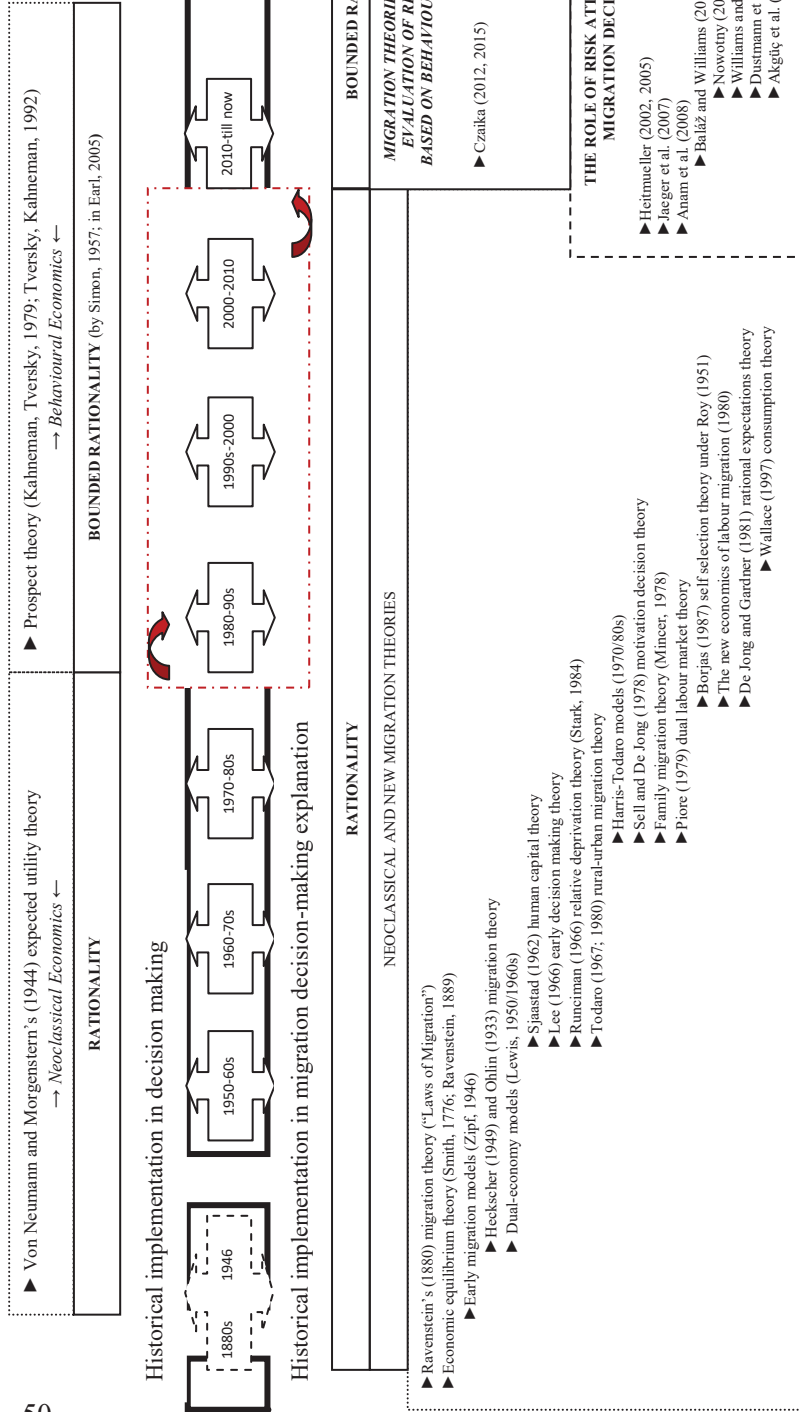 50
▶ Von Neumann and Morgenstern's (1944) expected utility theory
→ Neoclassical Economics ←
▶ Prospect theory (Kahneman, Tversky, 1979; Tversky, Kahneman, 1992)
→ Behavioural Economics ←
RATIONALITY
BOUNDED RATIONALITY (by Simon, 1957; in Earl, 2005)
Historical implementation in decision making
1880s
1946
1950-60s
1960-70s
1970-80s
1980-90s
1990s-2000
2000-2010
2010-till now
Historical implementation in migration decision-making explanation
RATIONALITY
BOUNDED RA
NEOCLASSICAL AND NEW MIGRATION THEORIES
MIGRATION THEORIE
EVALUATION OF RI
BASED ON BEHAVIOU
▶ Ravenstein's (1880) migration theory ("Laws of Migration")
▶ Economic equilibrium theory (Smith, 1776; Ravenstein, 1889)
▶ Early migration models (Zipf, 1946)
▶ Heckscher (1949) and Ohlin (1933) migration theory
▶ Dual-economy models (Lewis, 1950/1960s)
▶ Sjaastad (1962) human capital theory
▶ Lee (1966) early decision making theory
▶ Runciman (1966) relative deprivation theory (Stark, 1984)
▶ Todaro (1967; 1980) rural-urban migration theory
▶ Harris-Todaro models (1970/80s)
▶ Sell and De Jong (1978) motivation decision theory
▶ Family migration theory (Mincer, 1978)
▶ Piore (1979) dual labour market theory
▶ Borjas (1987) self selection theory under Roy (1951)
▶ The new economics of labour migration (1980)
▶ De Jong and Gardner (1981) rational expectations theory
▶ Wallace (1997) consumption theory
▶ Czaika (2012, 2015)
THE ROLE OF RISK ATT
MIGRATION DECI
▶ Heitmueller (2002, 2005)
▶ Jaeger et al. (2007)
▶ Anam et al. (2008)
▶ Baláž and Williams (20
▶ Nowotny (20
▶ Williams and
▶ Dustmann et
▶ Akgüç et al. (